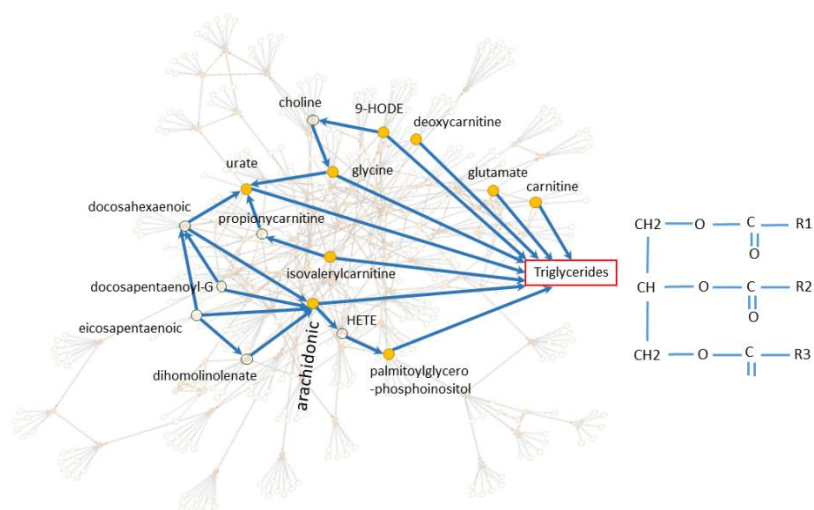 choline
9-HODE
deoxycarnitine
urate
glycine
glutamate
carnitine
docosahexaenoic
propionycarnitine
isovalerylcarnitine
Triglycerides
docosapentaenoyl-G
eicosapentaenoic
HETE
arachidonic
dihomolinolenate
palmitoylglycero
-phosphoinositol
CH2 O C R1
O
CH O C R2
O
CH2 O C R3